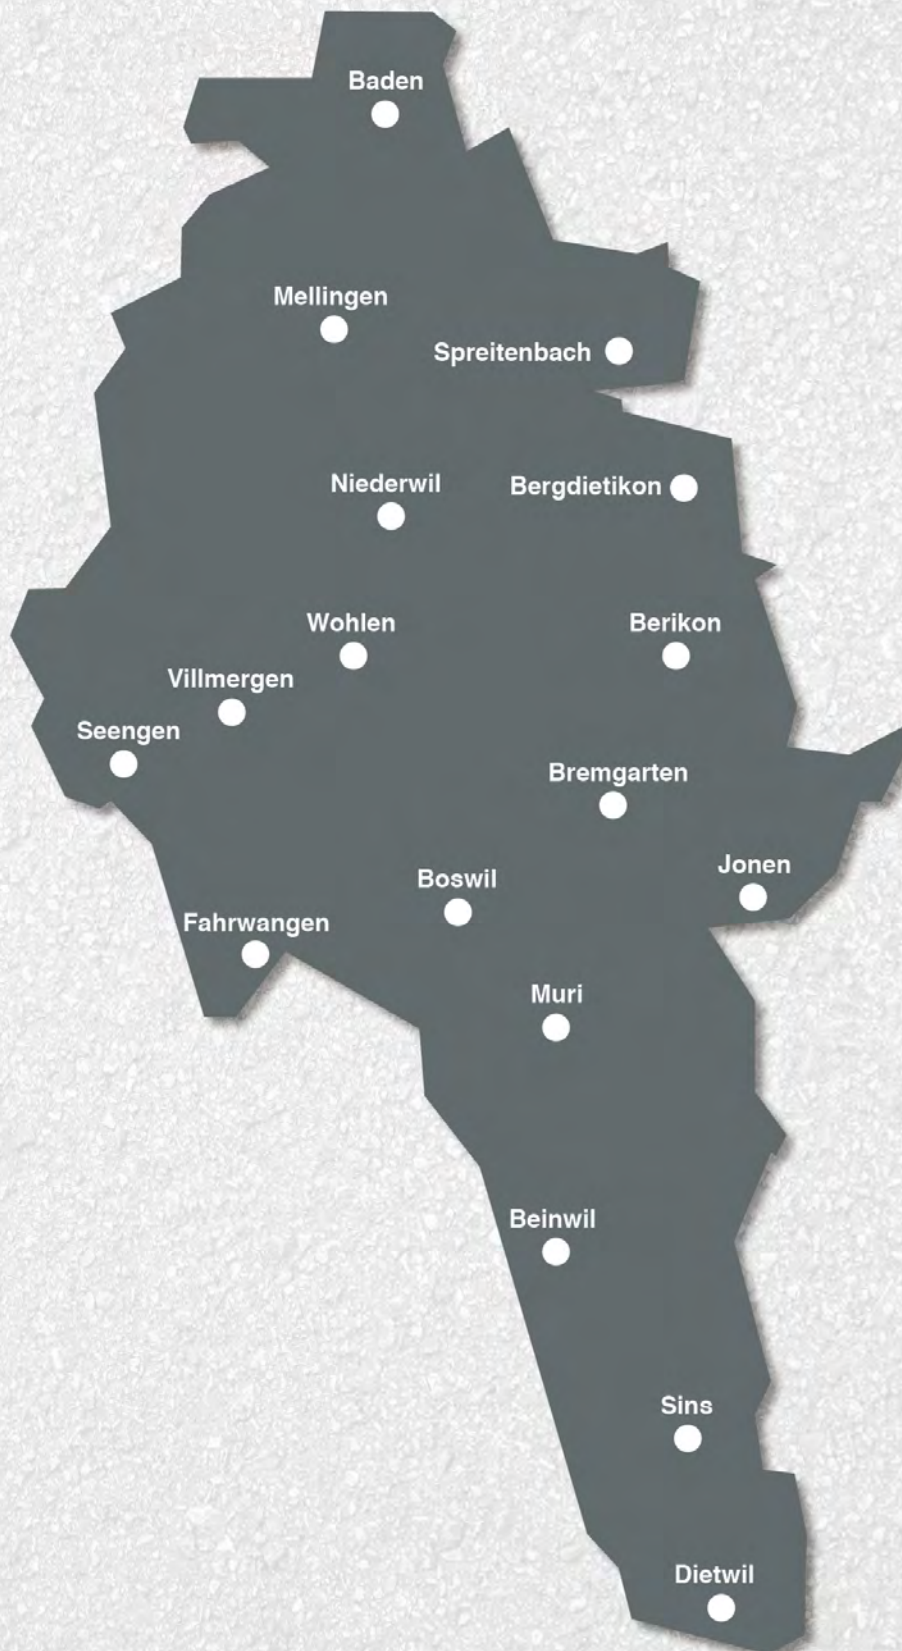 Baden
Mellingen
Spreitenbach
Niederwil
Bergdietikon
Wohlen
Berikon
Villmergen
Seengen
Bremgarten
Jonen
Boswil
Fahrwangen
Muri
Beinwil
Sins
Dietwil